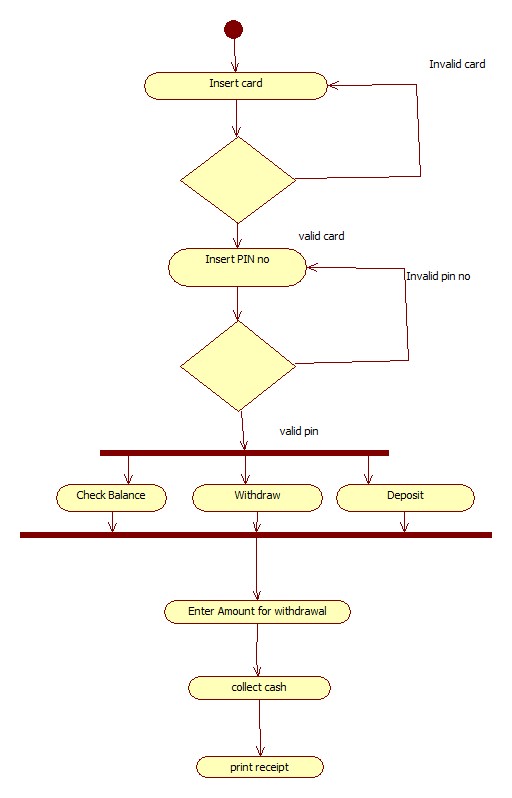 Invalid card
Insert card
valid card
Insert PIN no
Invalid pin no
valid pin
Check Balance
Withdraw
Deposit
Enter Amount for withdrawal
collect cash
print receipt